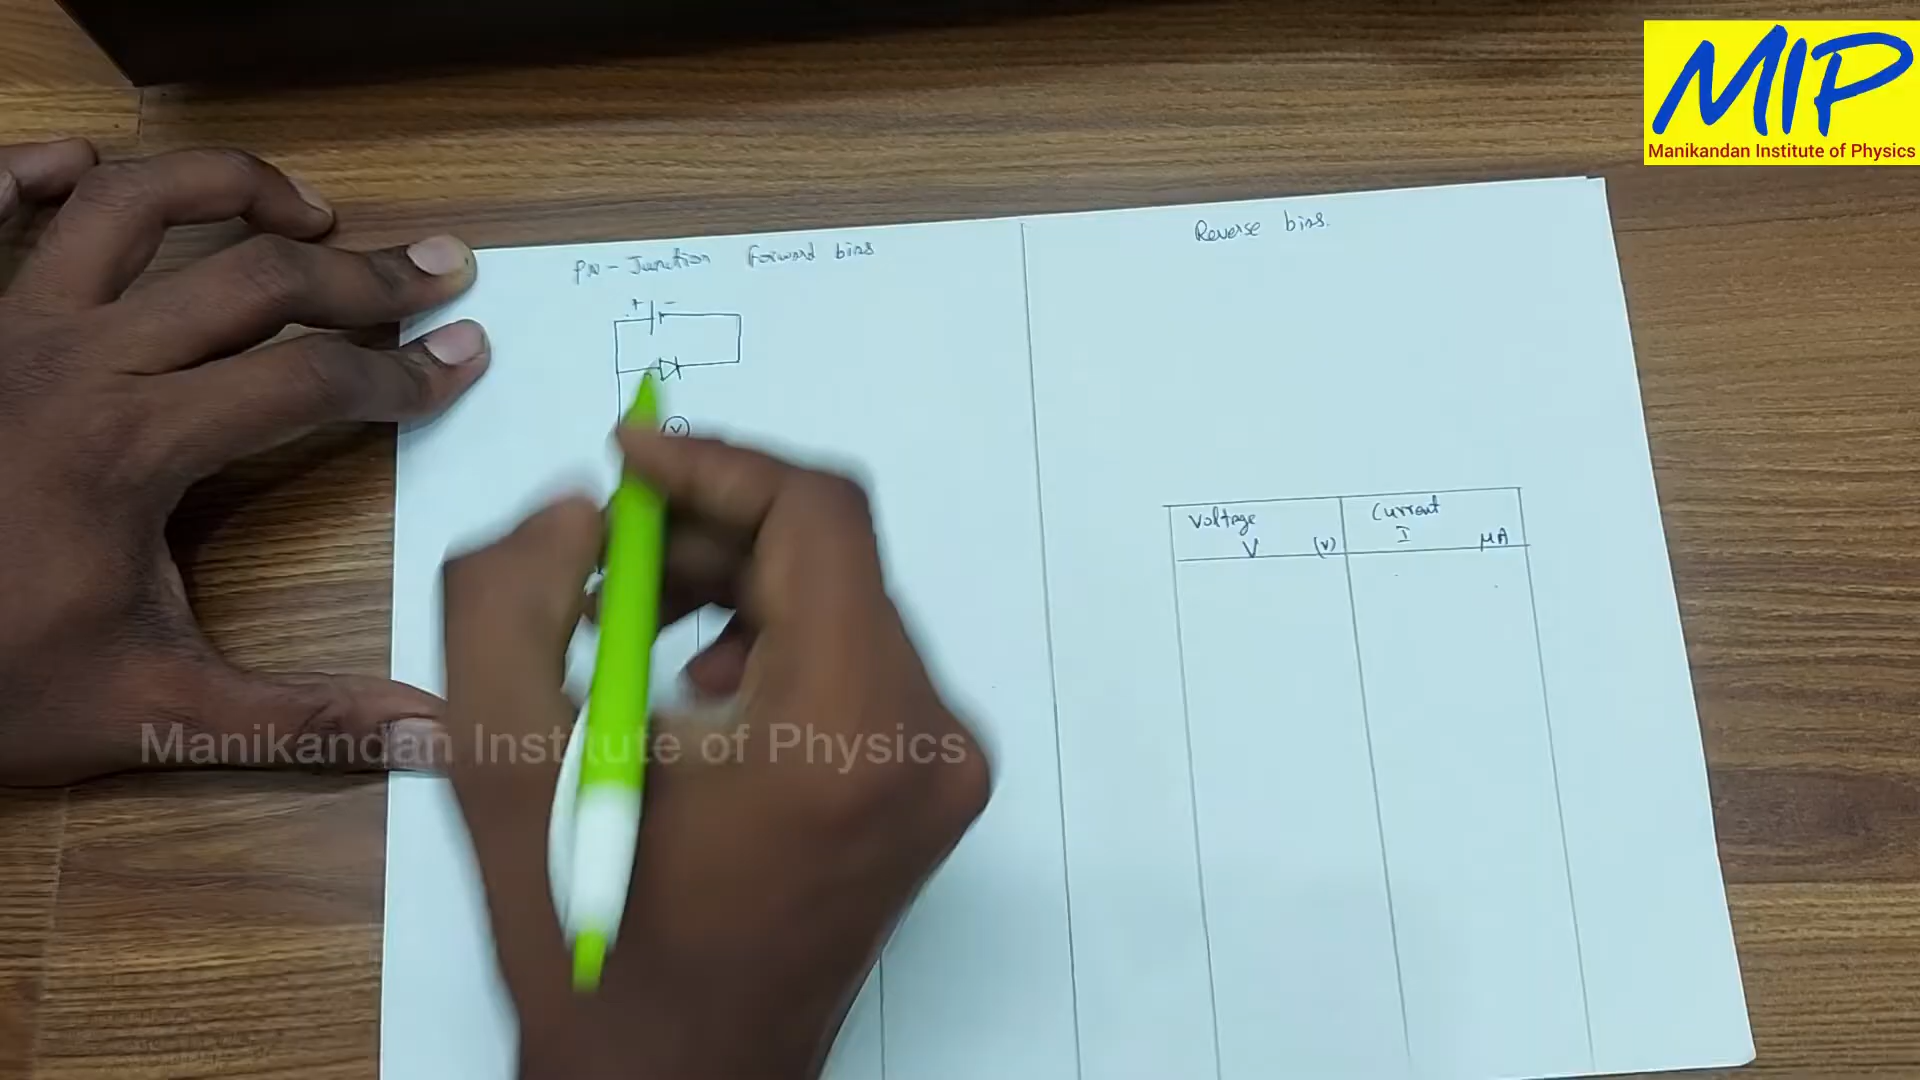 MIP
Manikandan Institute of Physics
PN - Junction Forward bias
Reverse bias.
+ -
V
Voltage
V (V)
Current
I μA
Manikandan Institute of Physics